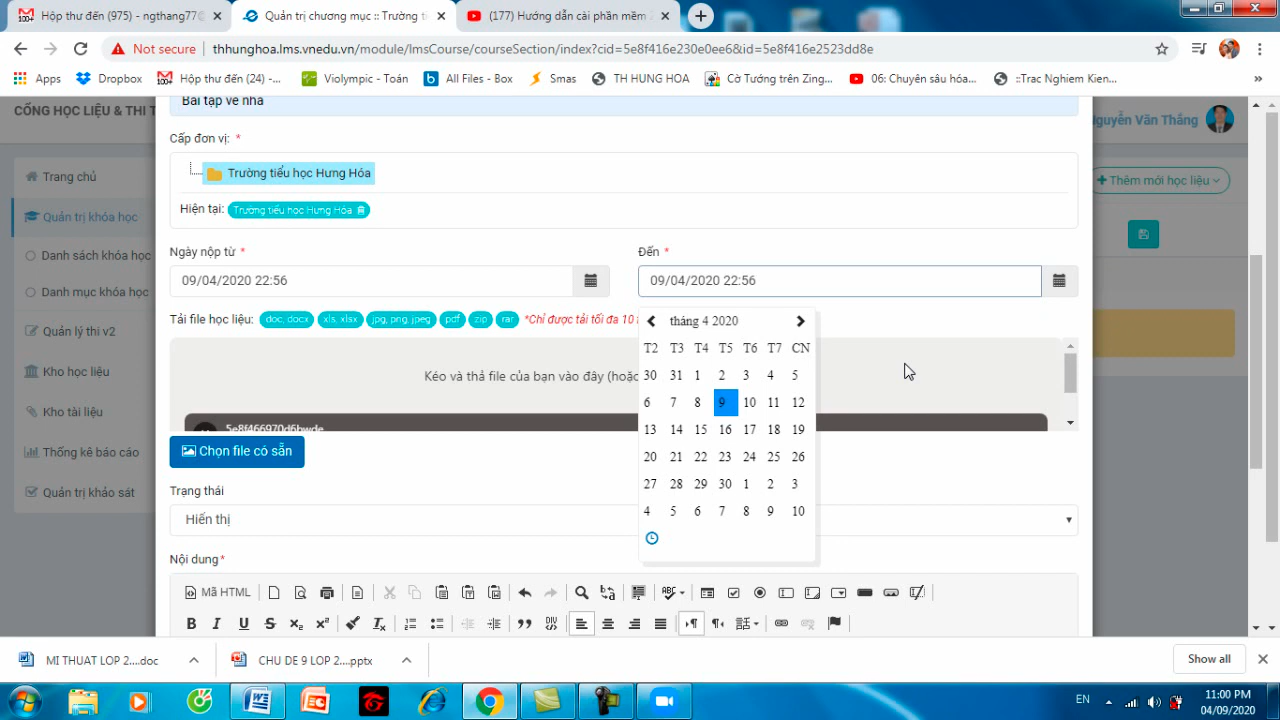 Hộp thư đến (975) - ngthang77@
Quản trị chương mục :: Trường t
(177) Hướng dẫn cài phần mềm 2
Not secure
thhunghoa.lms.vnedu.vn/module/lmsCourse/courseSection/index?cid=5e8f416e230e0ee6&id=5e8f416e2523dd8e
Apps
Dropbox
Hộp thư đến (24) -...
Violympic - Toán
All Files - Box
Smas
TH HUNG HOA
Cờ Tướng trên Zing...
06: Chuyên sâu hóa...
::Trac Nghiem Kien...
»
CỔNG HỌC LIỆU & THI T
Nguyễn Văn Thắng
Trang chủ
Quản trị khóa học
Danh sách khóa học
Danh mục khóa học
Quản lý thi v2
Kho học liệu
Kho tài liệu
Thống kê báo cáo
Quản trị khảo sát
Thêm mới học liệu
Bài tập về nhà
Cấp đơn vị: *
Trường tiểu học Hưng Hóa
Hiện tại: Trường tiểu học Hưng Hóa
Ngày nộp từ *
Đến *
09/04/2020 22:56
09/04/2020 22:56
Tải file học liệu: doc, docx xls, xlsx jpg, png, jpeg pdf zip rar *Chỉ được tải tối đa 10 f
Kéo và thả file của bạn vào đây (hoặc
5e8f466970d6bwde
Chọn file có sẵn
tháng 4 2020
T2 T3 T4 T5 T6 T7 CN
30 31 1 2 3 4 5
6 7 8 9 10 11 12
13 14 15 16 17 18 19
20 21 22 23 24 25 26
27 28 29 30 1 2 3
4 5 6 7 8 9 10
Trạng thái
Hiển thị
Nội dung*
Mã HTML
MI THUAT LOP 2....doc
CHU DE 9 LOP 2....pptx
Show all
EN
11:00 PM
04/09/2020